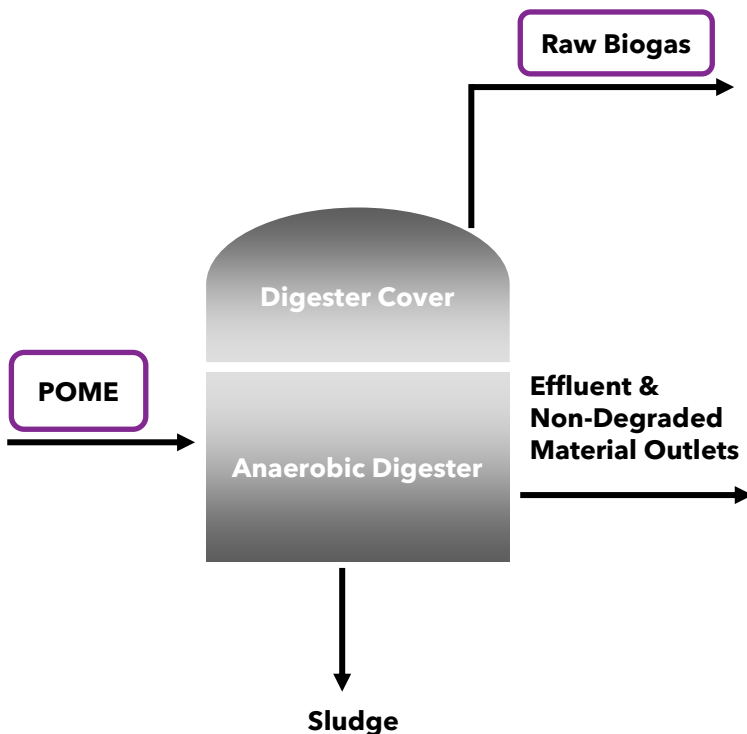 Raw Biogas
Digester Cover
POME
Effluent &
Non-Degraded
Material Outlets
Anaerobic Digester
Sludge